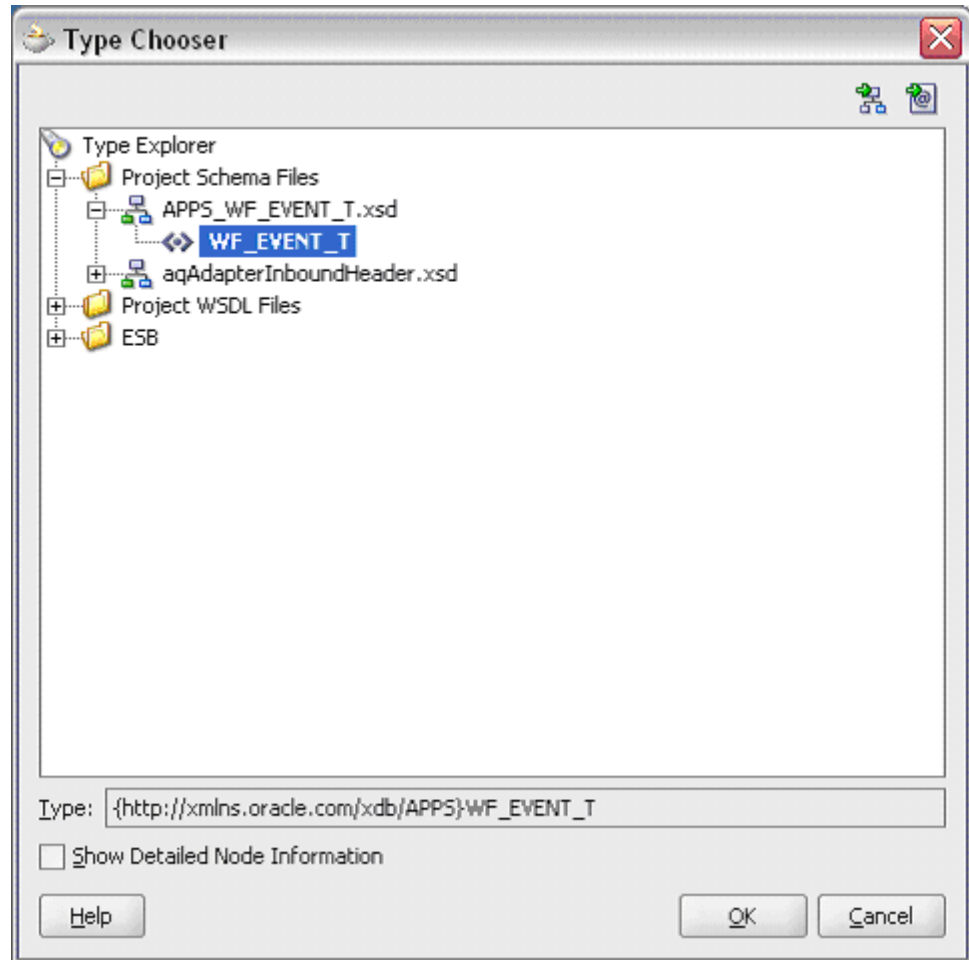 Type Chooser
Type Explorer
Project Schema Files
APPS_WF_EVENT_T.xsd
WF_EVENT_T
aqAdapterInboundHeader.xsd
Project WSDL Files
ESB
Type: {http://xmlns.oracle.com/xdb/APPS}WF_EVENT_T
Show Detailed Node Information
Help OK Cancel